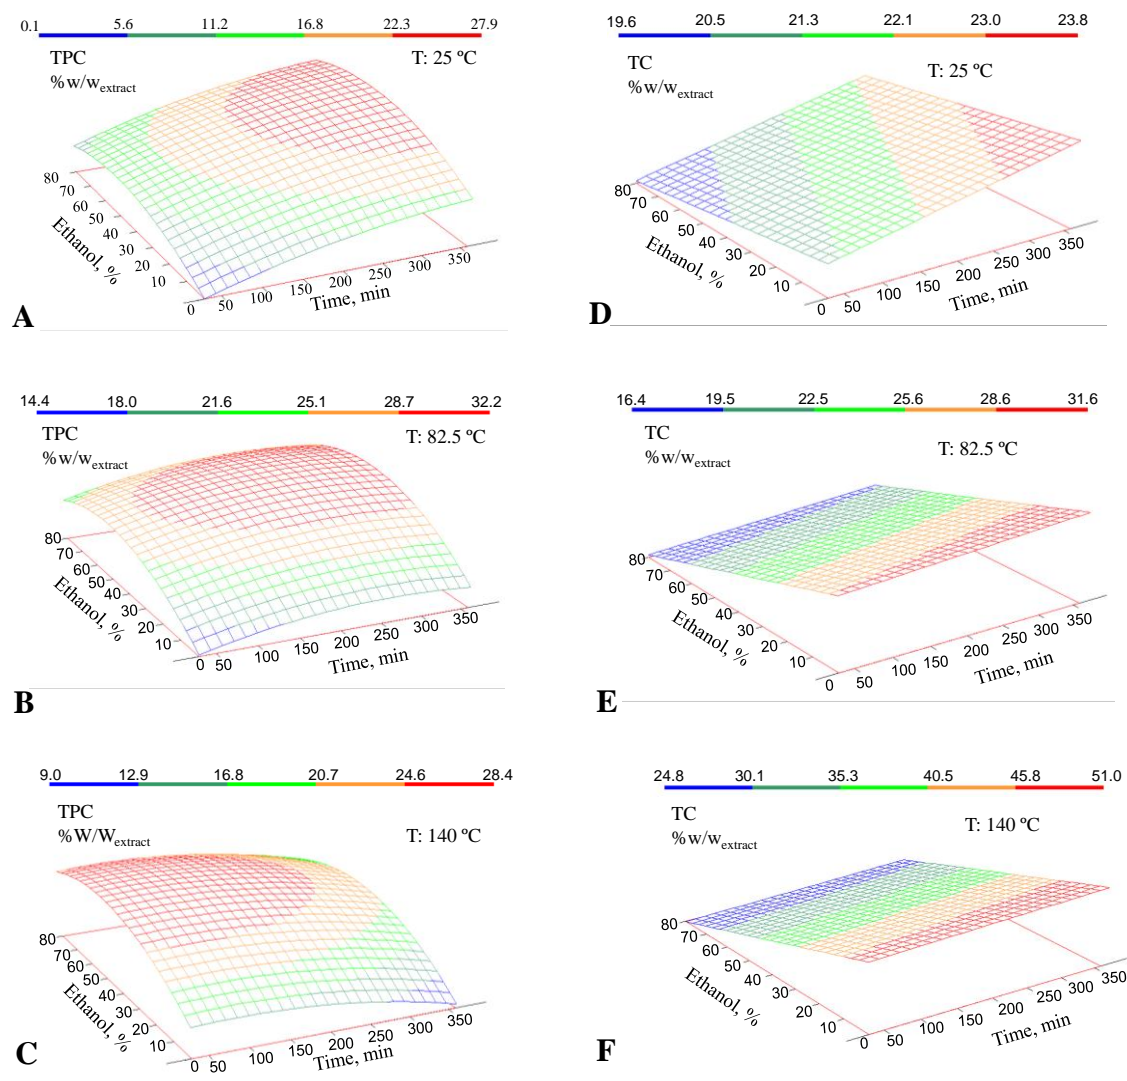 0.1 5.6 11.2 16.8 22.3 27.9
TPC
%w/wextract
T: 25 ºC
80
70
60
50
40
30
20
10
Ethanol, %
0 50 100 150 200 250 300 350
Time, min
A
19.6 20.5 21.3 22.1 23.0 23.8
TC
%w/wextract
T: 25 ºC
80
70
60
50
40
30
20
10
Ethanol, %
0 50 100 150 200 250 300 350
Time, min
D
14.4 18.0 21.6 25.1 28.7 32.2
TPC
%w/wextract
T: 82.5 ºC
80
70
60
50
40
30
20
10
Ethanol, %
0 50 100 150 200 250 300 350
Time, min
B
16.4 19.5 22.5 25.6 28.6 31.6
TC
%w/wextract
T: 82.5 ºC
80
70
60
50
40
30
20
10
Ethanol, %
0 50 100 150 200 250 300 350
Time, min
E
9.0 12.9 16.8 20.7 24.6 28.4
TPC
%W/Wextract
T: 140 ºC
80
70
60
50
40
30
20
10
Ethanol, %
0 50 100 150 200 250 300 350
Time, min
C
24.8 30.1 35.3 40.5 45.8 51.0
TC
%w/wextract
T: 140 ºC
80
70
60
50
40
30
20
10
Ethanol, %
0 50 100 150 200 250 300 350
Time, min
F